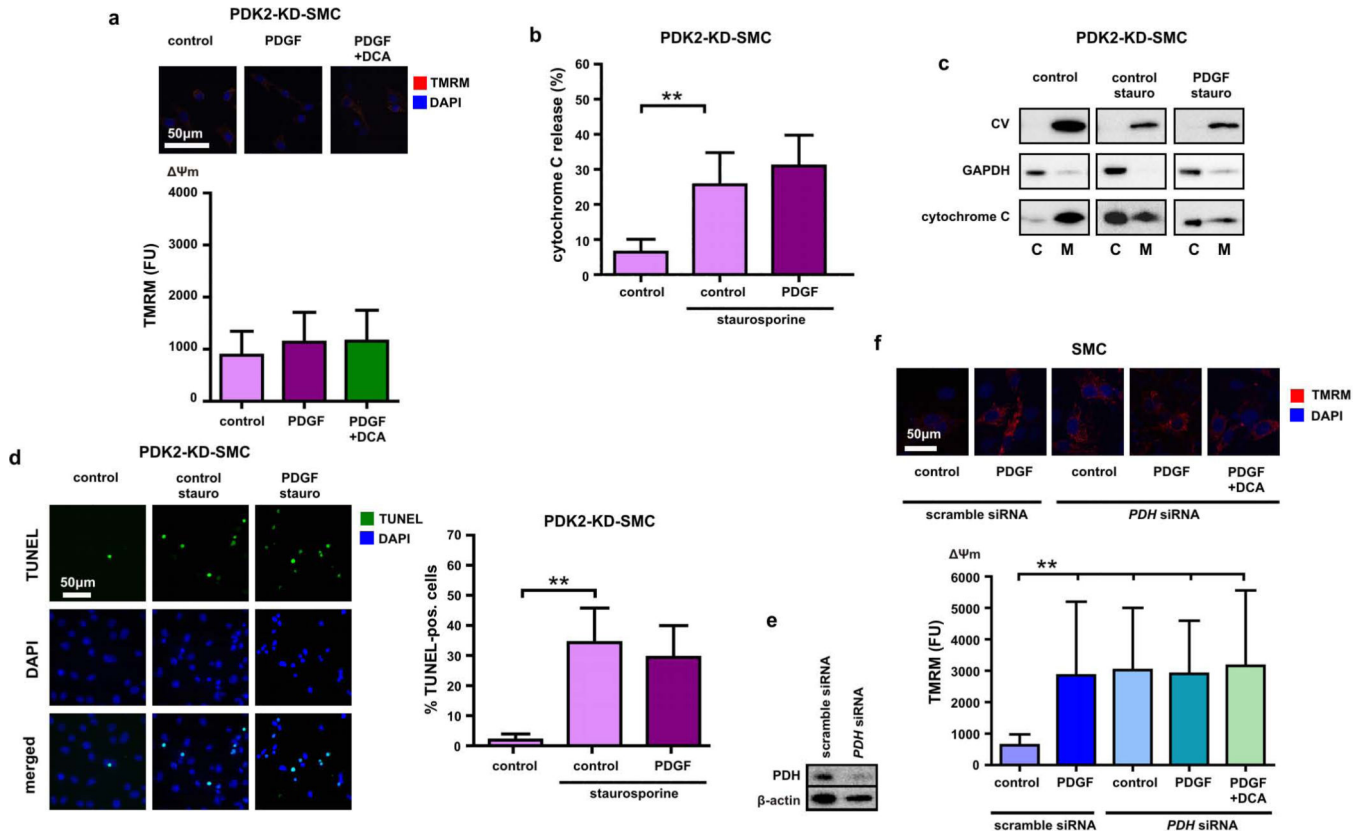 a
PDK2-KD-SMC
control
PDGF
PDGF
+DCA
TMRM
DAPI
50μm
ΔΨm
TMRM (FU)
4000
3000
2000
1000
0
control
PDGF
PDGF
+DCA
b
PDK2-KD-SMC
cytochrome C release (%)
60
50
40
30
20
10
0
**
control
control
PDGF
staurosporine
c
PDK2-KD-SMC
control
control
stauro
PDGF
stauro
CV
GAPDH
cytochrome C
C M
C M
C M
d
PDK2-KD-SMC
control
control
stauro
PDGF
stauro
TUNEL
DAPI
TUNEL
50μm
DAPI
merged
PDK2-KD-SMC
% TUNEL-pos. cells
70
60
50
40
30
20
10
0
**
control
control
PDGF
staurosporine
e
scramble siRNA
PDH siRNA
PDH
β-actin
f
SMC
TMRM
DAPI
50μm
control
PDGF
control
PDGF
PDGF
+DCA
scramble siRNA
PDH siRNA
ΔΨm
TMRM (FU)
6000
5000
4000
3000
2000
1000
0
**
control
PDGF
control
PDGF
PDGF
+DCA
scramble siRNA
PDH siRNA